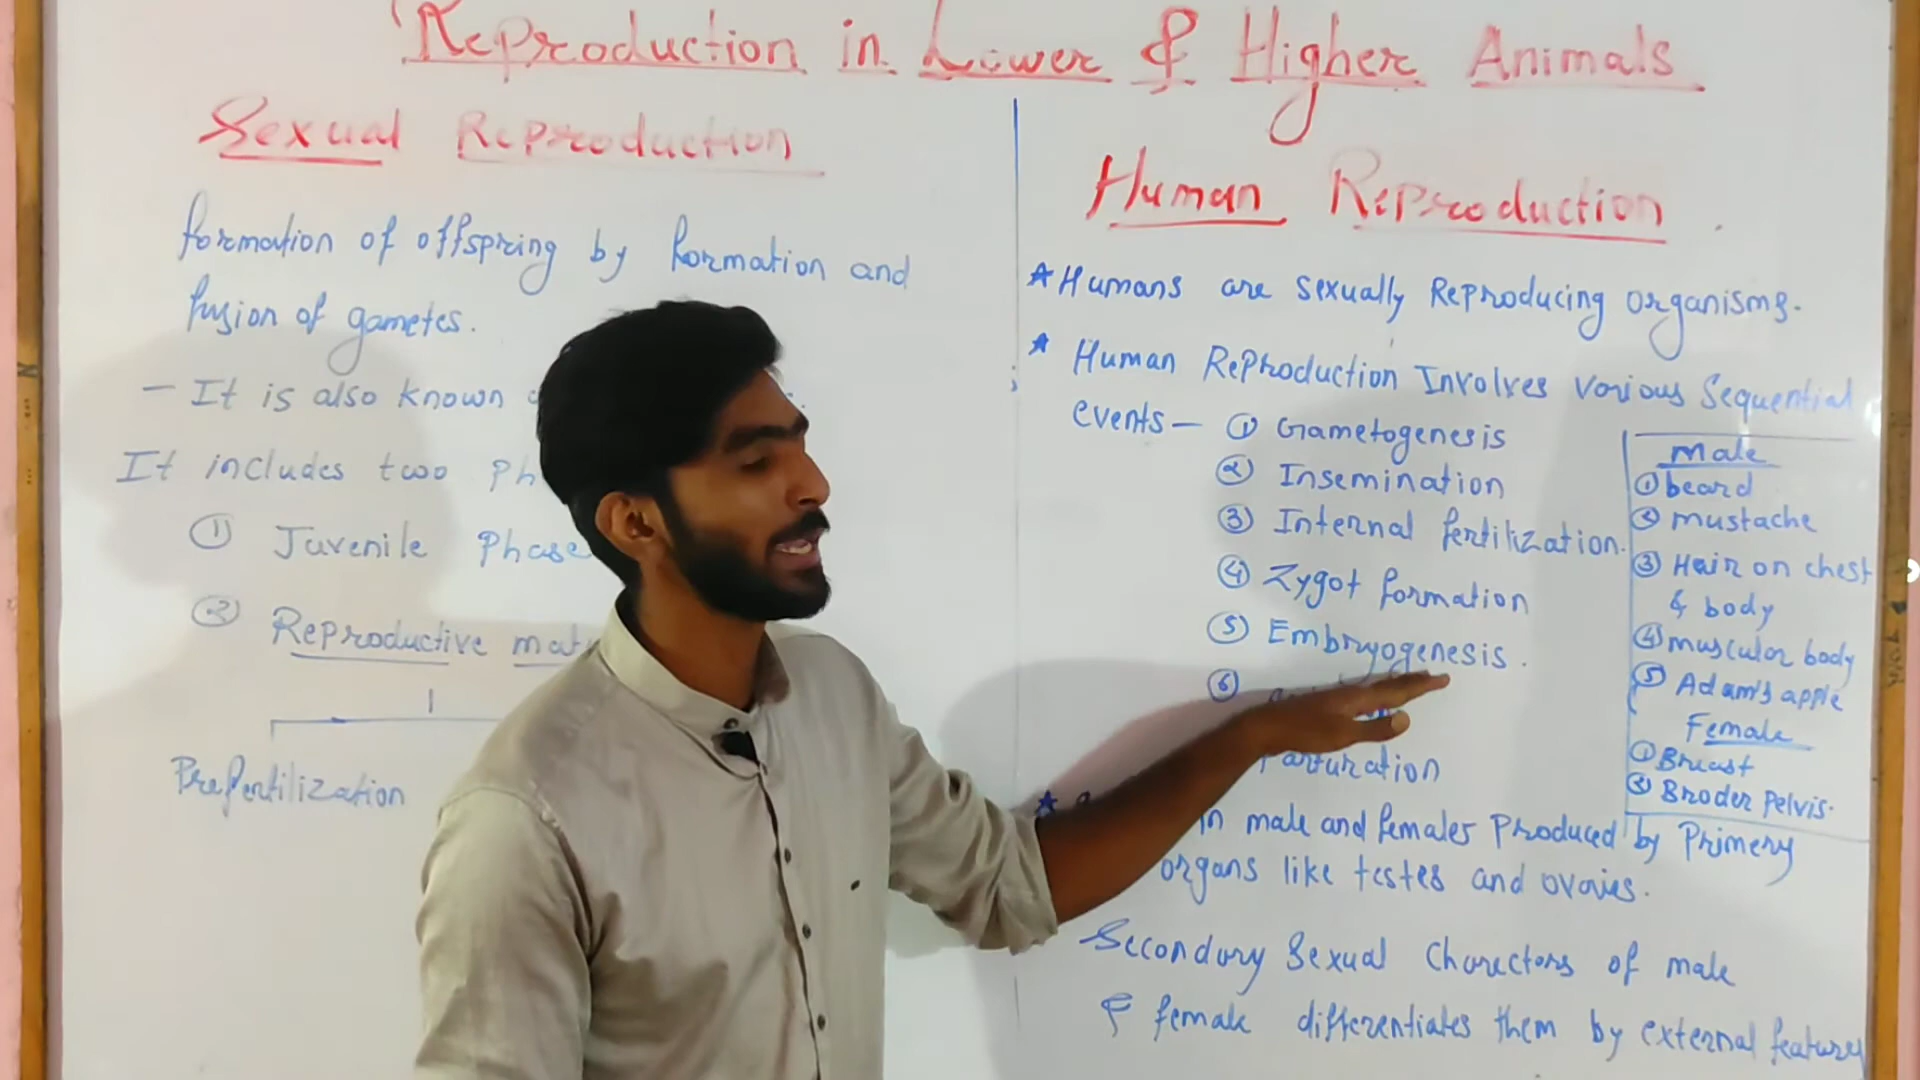 Reproduction in Lower & Higher Animals
Sexual Reproduction
formation of offspring by formation and
fusion of gametes.
- It is also known
It includes two Ph
① Juvenile Phase
② Reproductive mat
Prefertilization
Human Reproduction
★ Humans are Sexually Reproducing organisms.
★ Human Reproduction Involves Various Sequential
events - ① Gametogenesis
② Insemination
③ Internal fertilization.
④ Zygot formation
⑤ Embryogenesis.
⑥
Parturation
in male and females Produced by Primery
organs like testes and ovaries.
Secondary Sexual Charectors of male
& female differentiates them by external features
Male
① beard
② mustache
③ Hair on chest
& body
④ muscular body
⑤ Adam's apple
Female
① Breast
② Broder Pelvis.